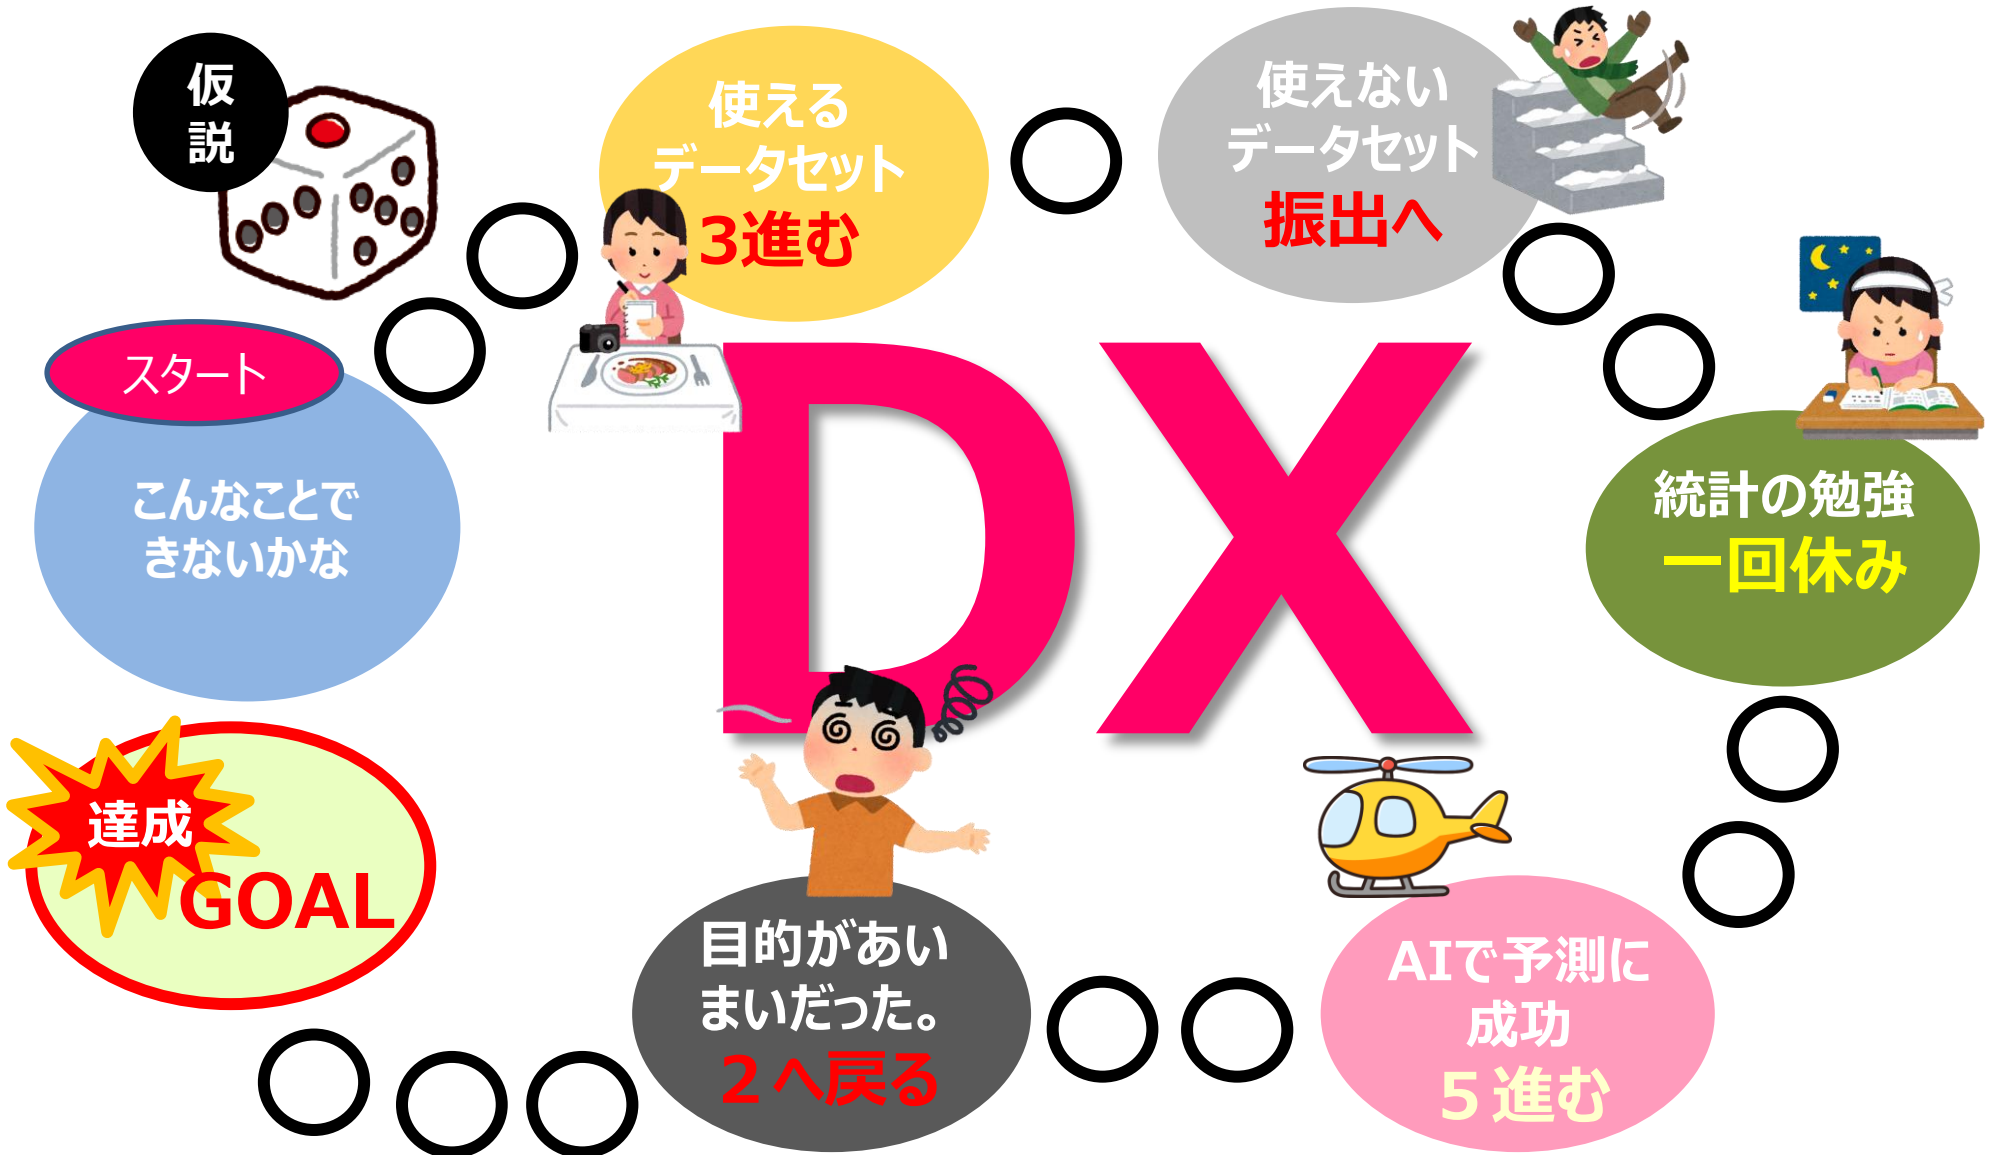 仮
説
スタート
こんなことで
きないかな
使える
データセット
3進む
使えない
データセット
振出へ
統計の勉強
一回休み
DX
AIで予測に
成功
５進む
目的があい
まいだった。
２へ戻る
達成
GOAL